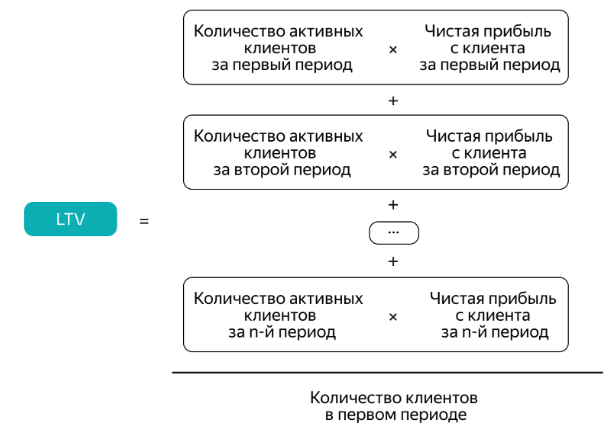 Количество активных
клиентов
за первый период
×
Чистая прибыль
с клиента
за первый период
+
Количество активных
клиентов
за второй период
×
Чистая прибыль
с клиента
за второй период
+
LTV
=
...
+
Количество активных
клиентов
за n-й период
×
Чистая прибыль
с клиента
за n-й период
Количество клиентов
в первом периоде